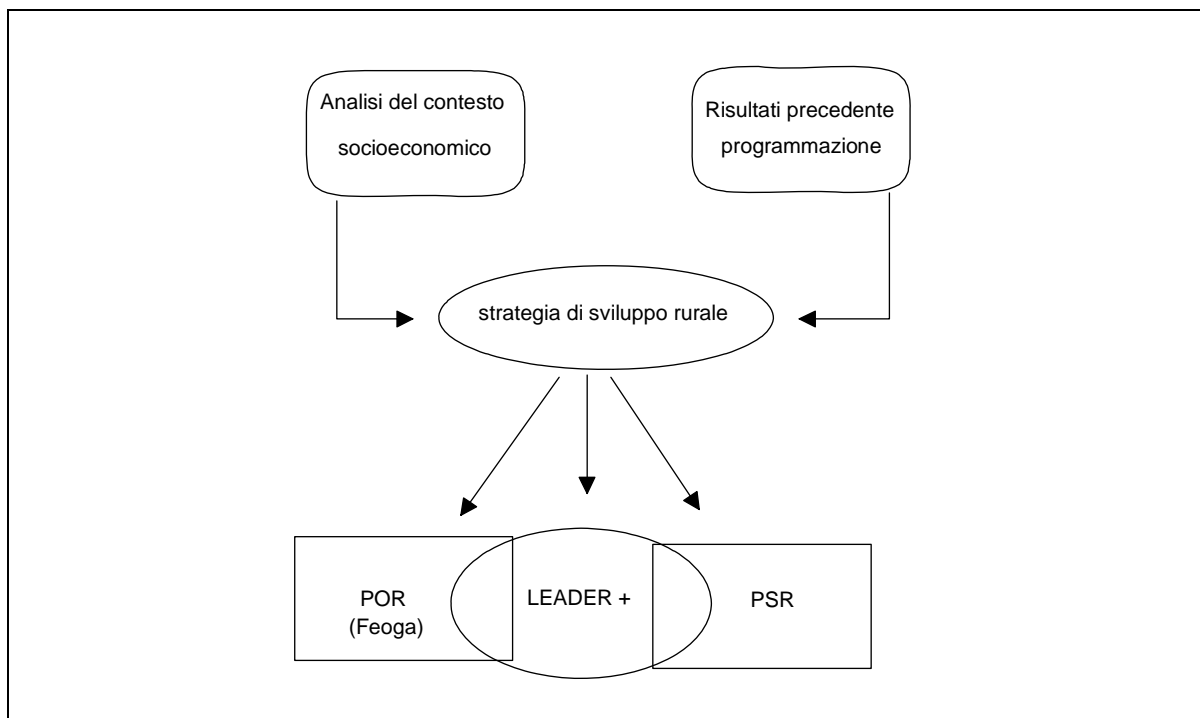 Analisi del contesto
socioeconomico
Risultati precedente
programmazione
strategia di sviluppo rurale
POR
(Feoga)
LEADER +
PSR